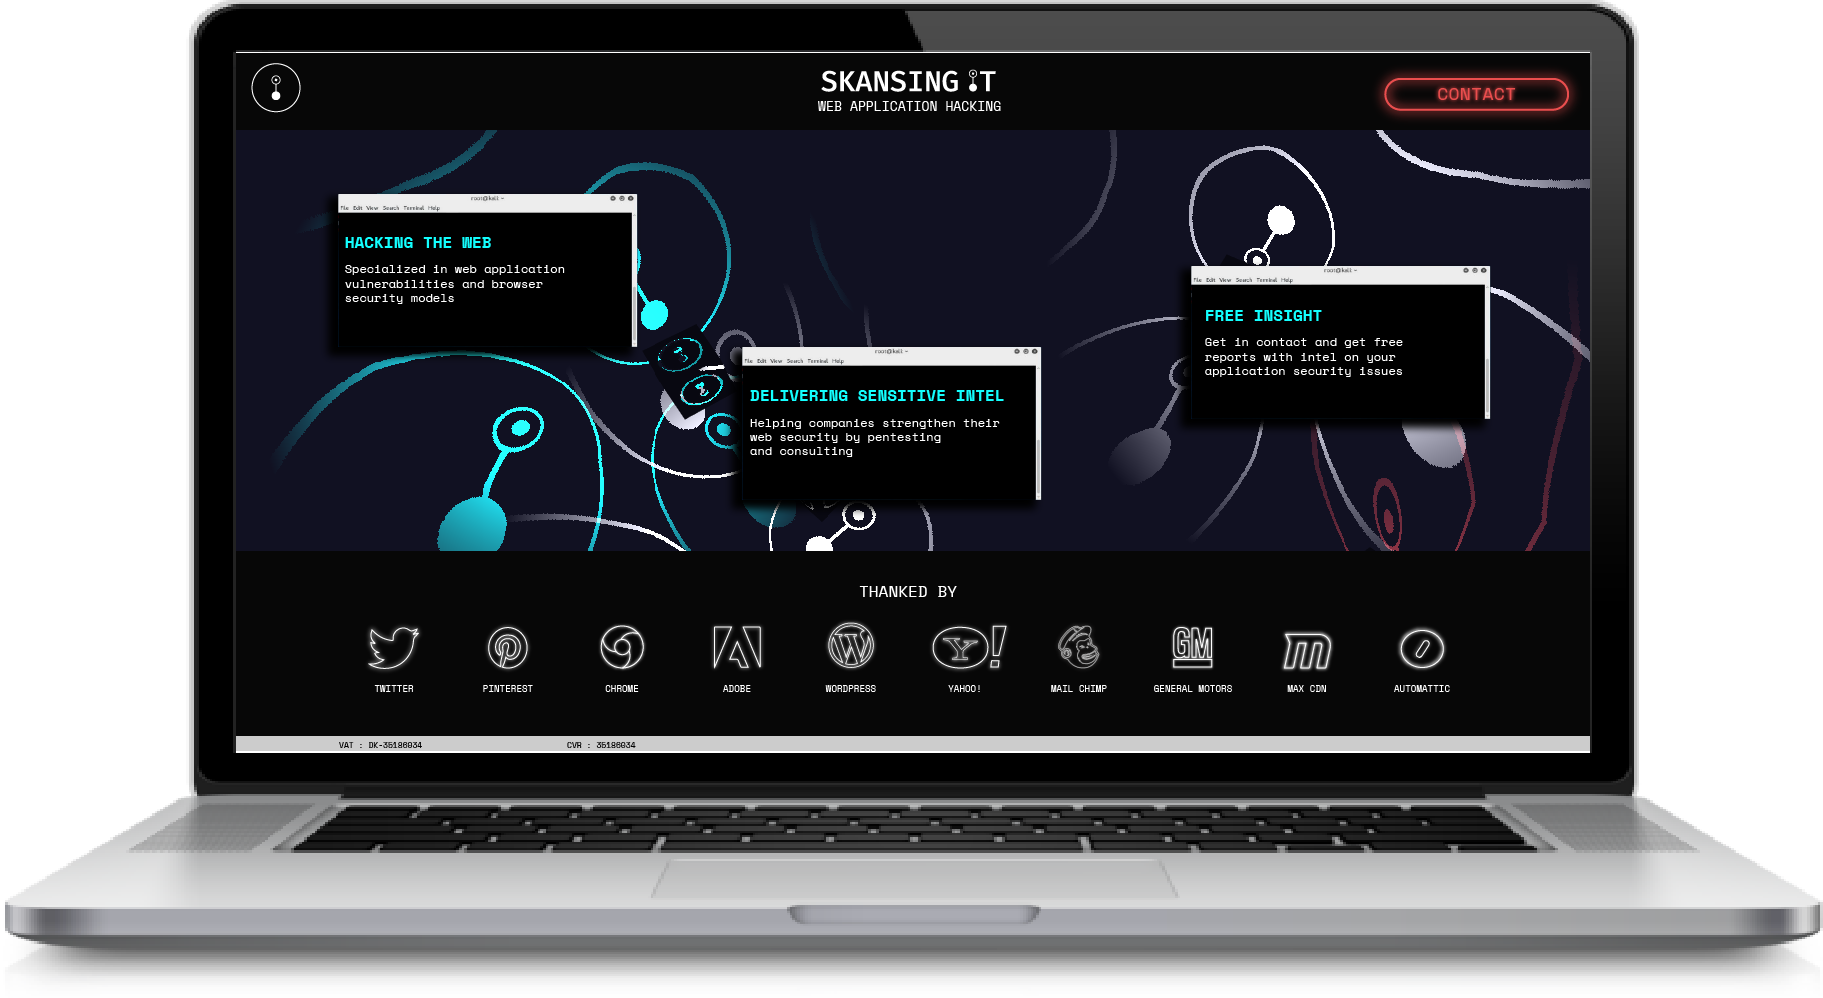 SKANSING IT
WEB APPLICATION HACKING
CONTACT
root@kali ~
File Edit View Search Terminal Help
HACKING THE WEB
Specialized in web application
vulnerabilities and browser
security models
root@kali ~
File Edit View Search Terminal Help
DELIVERING SENSITIVE INTEL
Helping companies strengthen their
web security by pentesting
and consulting
root@kali ~
File Edit View Search Terminal Help
FREE INSIGHT
Get in contact and get free
reports with intel on your
application security issues
THANKED BY
Y!
GM
m
TWITTER PINTEREST CHROME ADOBE WORDPRESS YAHOO! MAIL CHIMP GENERAL MOTORS MAX CDN AUTOMATTIC
VAT : DK-35186034 CVR : 35186034